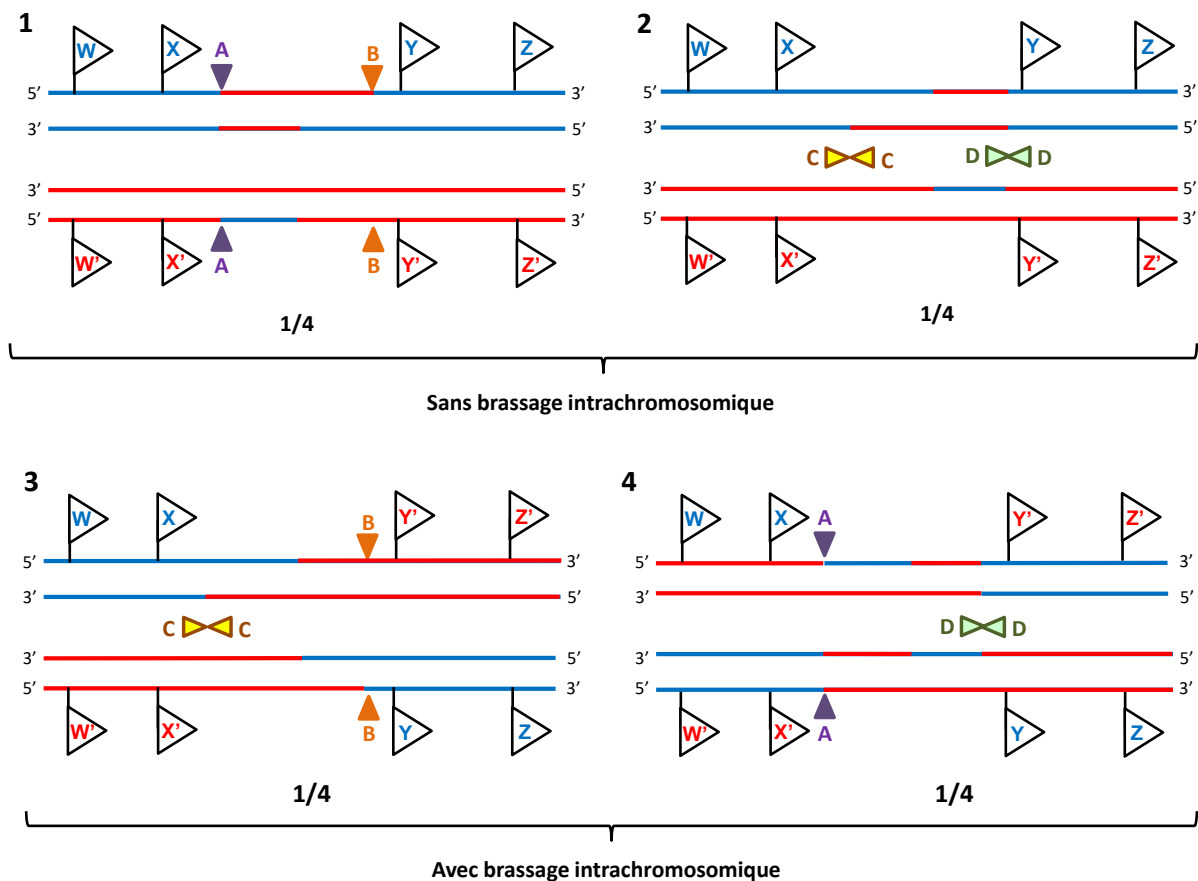 1
2
W X A B Y Z
W X Y Z
5' 3'
5' 3'
3' 5'
3' 5'
C C D D
3' 5'
3' 5'
5' 3'
5' 3'
W' X' A B Y' Z'
W' X' Y' Z'
1/4
1/4
Sans brassage intrachromosomique
3
4
W X B Y' Z'
W X A Y' Z'
5' 3'
5' 3'
3' 5'
3' 5'
C C
D D
3' 5'
3' 5'
5' 3'
5' 3'
W' X' B Y Z
W' X' A Y Z
1/4
1/4
Avec brassage intrachromosomique